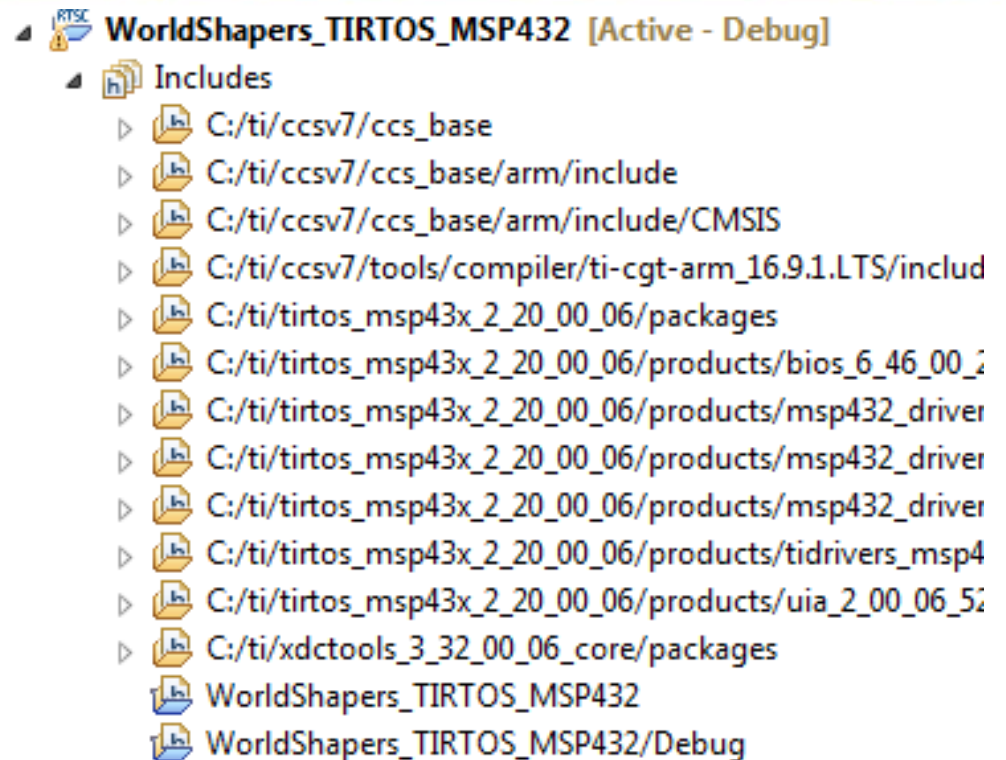 RTSC
WorldShapers_TIRTOS_MSP432 [Active - Debug]
h Includes
h C:/ti/ccsv7/ccs_base
h C:/ti/ccsv7/ccs_base/arm/include
h C:/ti/ccsv7/ccs_base/arm/include/CMSIS
h C:/ti/ccsv7/tools/compiler/ti-cgt-arm_16.9.1.LTS/includ
h C:/ti/tirtos_msp43x_2_20_00_06/packages
h C:/ti/tirtos_msp43x_2_20_00_06/products/bios_6_46_00_2
h C:/ti/tirtos_msp43x_2_20_00_06/products/msp432_driver
h C:/ti/tirtos_msp43x_2_20_00_06/products/msp432_driver
h C:/ti/tirtos_msp43x_2_20_00_06/products/msp432_driver
h C:/ti/tirtos_msp43x_2_20_00_06/products/tidrivers_msp4
h C:/ti/tirtos_msp43x_2_20_00_06/products/uia_2_00_06_52
h C:/ti/xdctools_3_32_00_06_core/packages
h WorldShapers_TIRTOS_MSP432
h WorldShapers_TIRTOS_MSP432/Debug